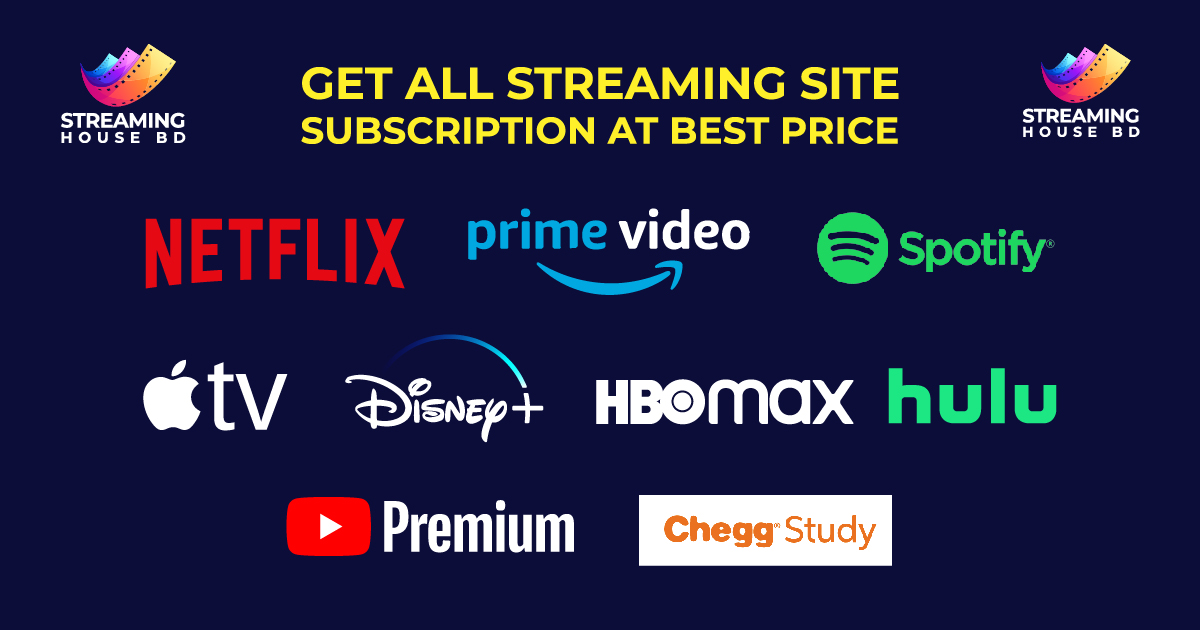 STREAMING
HOUSE BD
GET ALL STREAMING SITE
SUBSCRIPTION AT BEST PRICE
STREAMING
HOUSE BD
NETFLIX
prime video
Spotify®
tv
Disney+
HBOMAX
hulu
Premium
Chegg® Study